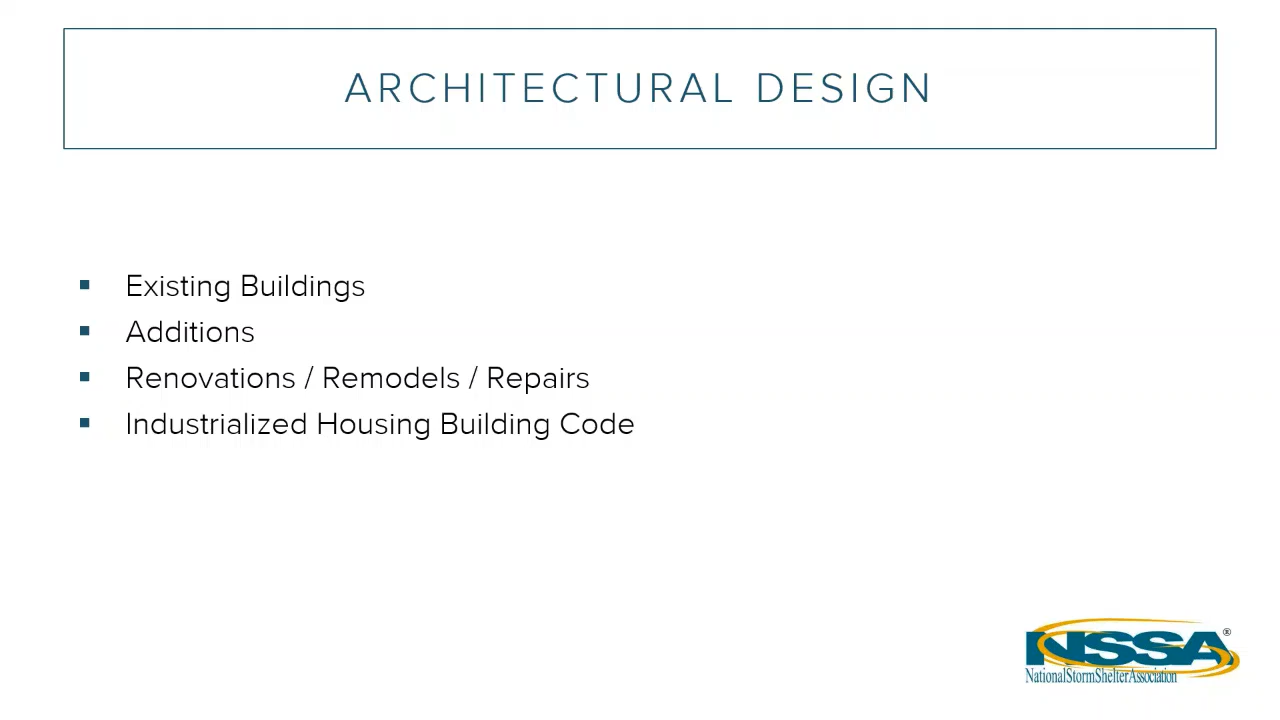 ARCHITECTURAL DESIGN
▪ Existing Buildings
▪ Additions
▪ Renovations / Remodels / Repairs
▪ Industrialized Housing Building Code
NSSA®
NationalStormShelterAssociation